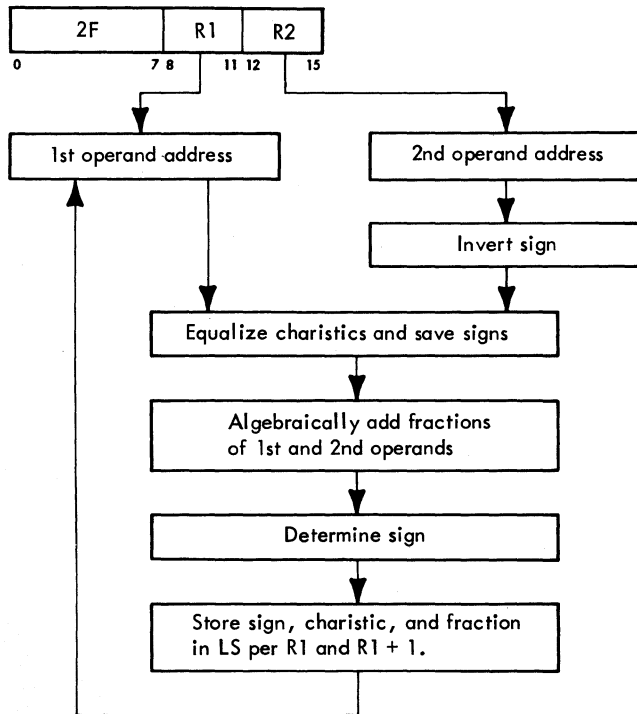 2F R1 R2
0 7 8 11 12 15
1st operand address
2nd operand address
Invert sign
Equalize charistics and save signs
Algebraically add fractions
of 1st and 2nd operands
Determine sign
Store sign, charistic, and fraction
in LS per R1 and R1 + 1.